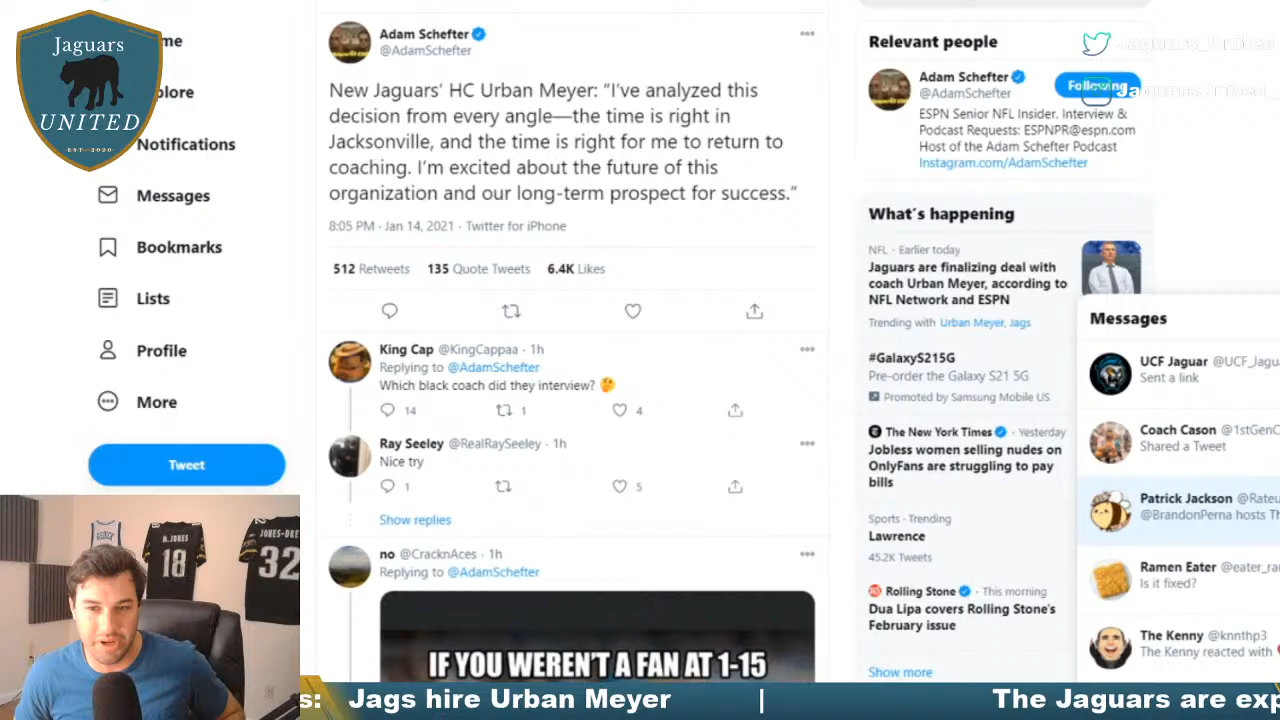 Jaguars
UNITED
EST 2020
me
plore
Notifications
Messages
Bookmarks
Lists
Profile
More
Tweet
Adam Schefter
@AdamSchefter
New Jaguars’ HC Urban Meyer: “I’ve analyzed this
decision from every angle—the time is right in
Jacksonville, and the time is right for me to return to
coaching. I’m excited about the future of this
organization and our long-term prospect for success.”
8:05 PM · Jan 14, 2021 · Twitter for iPhone
512 Retweets 135 Quote Tweets 6.4K Likes
King Cap @KingCappaa · 1h
Replying to @AdamSchefter
Which black coach did they interview? 🤔
14 1 4
Ray Seeley @RealRaySeeley · 1h
Nice try
1 5
Show replies
no @CracknAces · 1h
Replying to @AdamSchefter
IF YOU WEREN'T A FAN AT 1-15
Relevant people
Jaguars_United
Adam Schefter
@AdamSchefter
Following
Jaguars.United_
ESPN Senior NFL Insider. Interview &
Podcast Requests: ESPNPR@espn.com
Host of the Adam Schefter Podcast
Instagram.com/AdamSchefter
What’s happening
NFL · Earlier today
Jaguars are finalizing deal with
coach Urban Meyer, according to
NFL Network and ESPN
Trending with Urban Meyer, Jags
#GalaxyS215G
Pre-order the Galaxy S21 5G
Promoted by Samsung Mobile US
The New York Times · Yesterday
Jobless women selling nudes on
OnlyFans are struggling to pay
bills
Sports · Trending
Lawrence
45.2K Tweets
Rolling Stone · This morning
Dua Lipa covers Rolling Stone's
February issue
Show more
Messages
UCF Jaguar @UCF_Jagu
Sent a link
Coach Cason @1stGenC
Shared a Tweet
Patrick Jackson @Rateu
@BrandonPerna hosts Th
Ramen Eater @eater_ra
Is it fixed?
The Kenny @knnthp3
The Kenny reacted with
M.JONES
18
JONES-DRE
32
s: Jags hire Urban Meyer | The Jaguars are exp